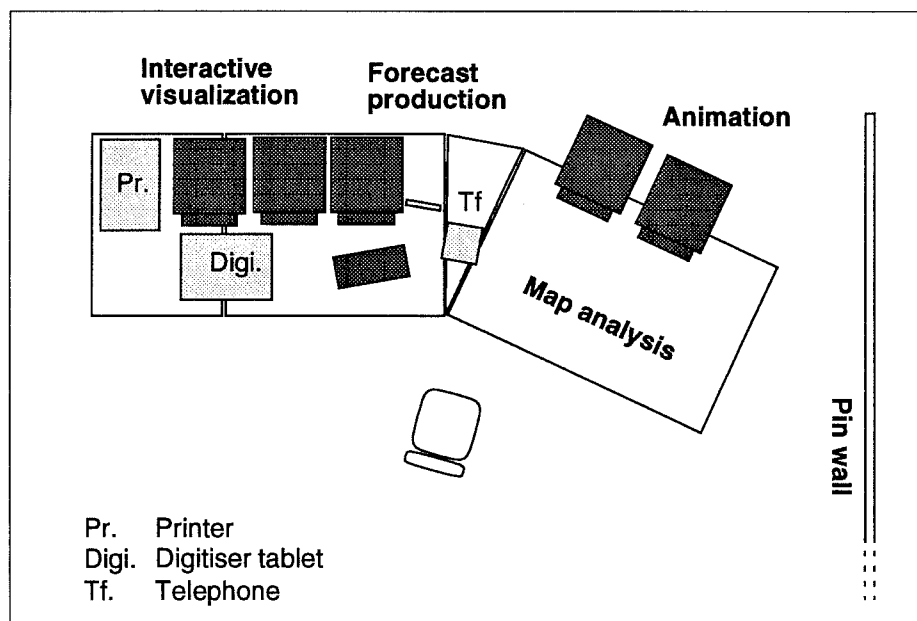 Interactive
visualization
Forecast
production
Animation
Pr.
Tf
Digi.
Map analysis
Pin wall
Pr. Printer
Digi. Digitiser tablet
Tf. Telephone